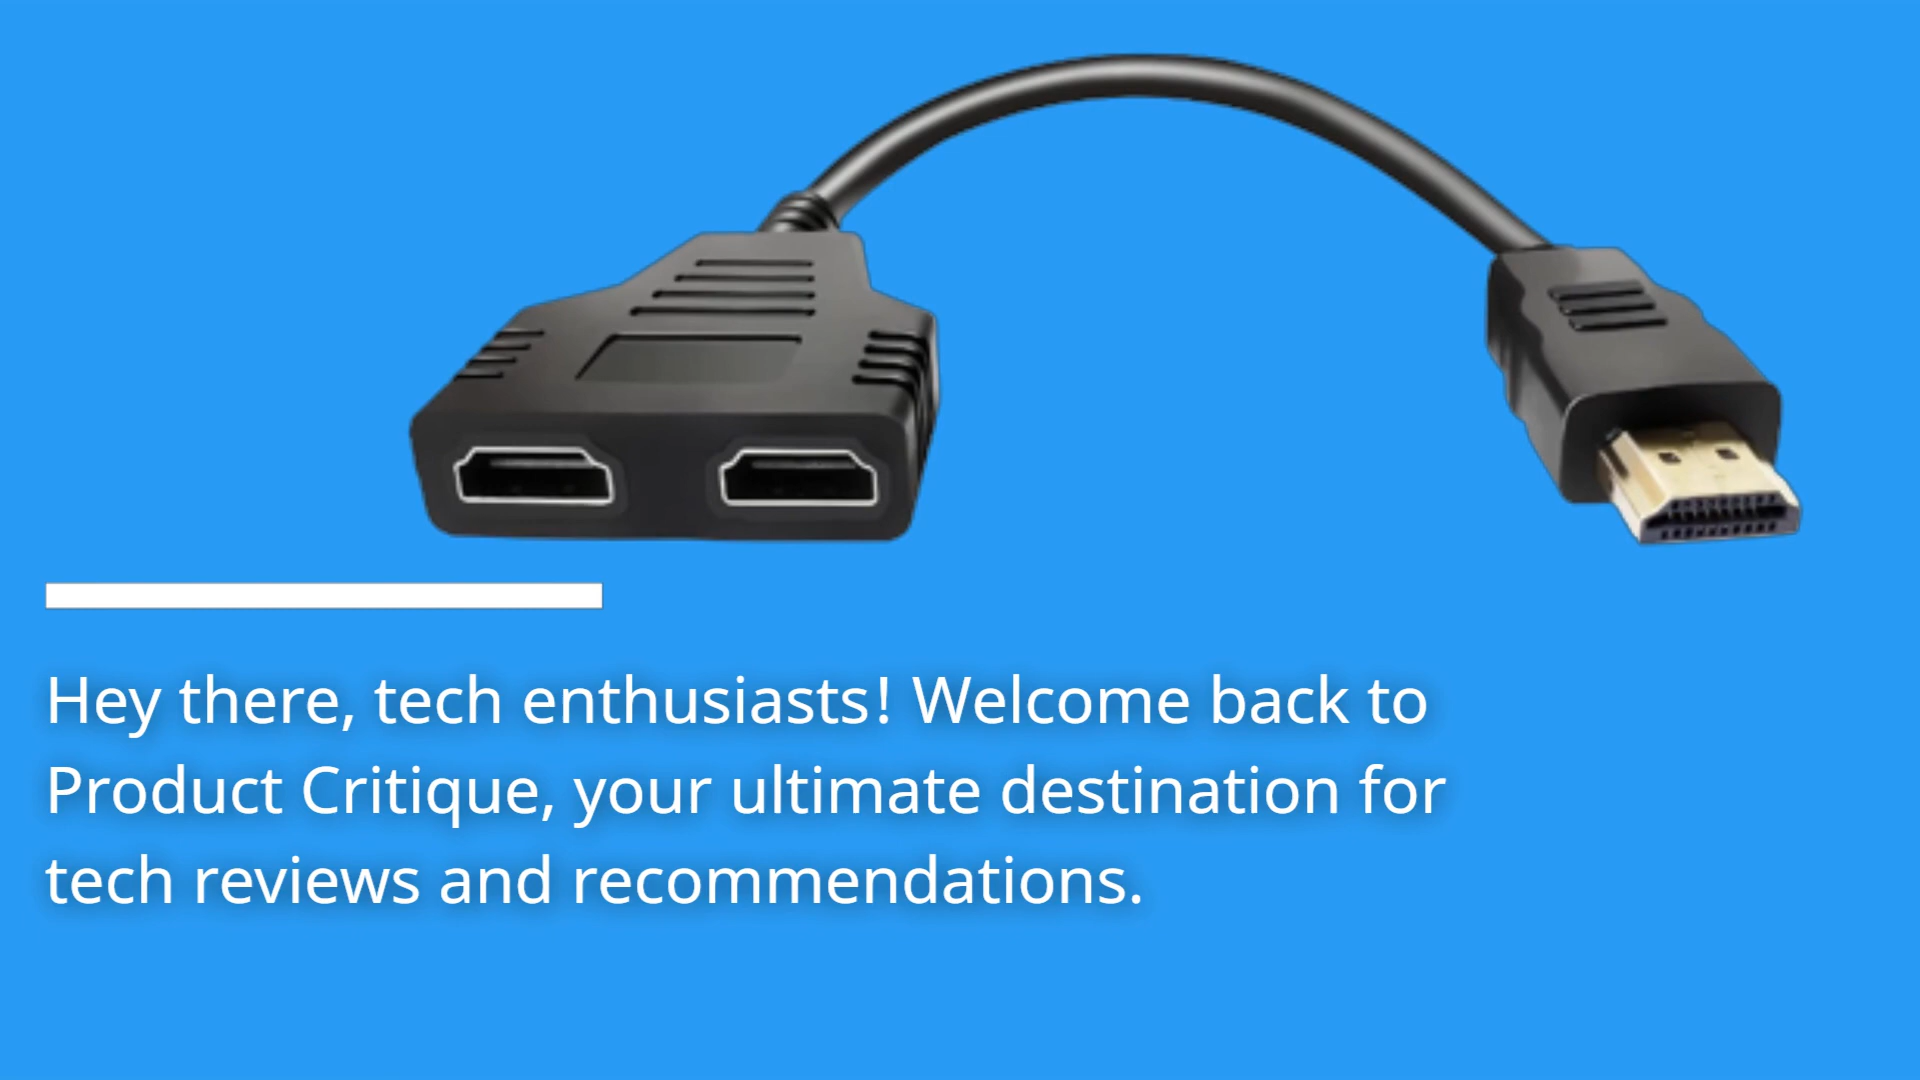 Hey there, tech enthusiasts! Welcome back to
Product Critique, your ultimate destination for
tech reviews and recommendations.